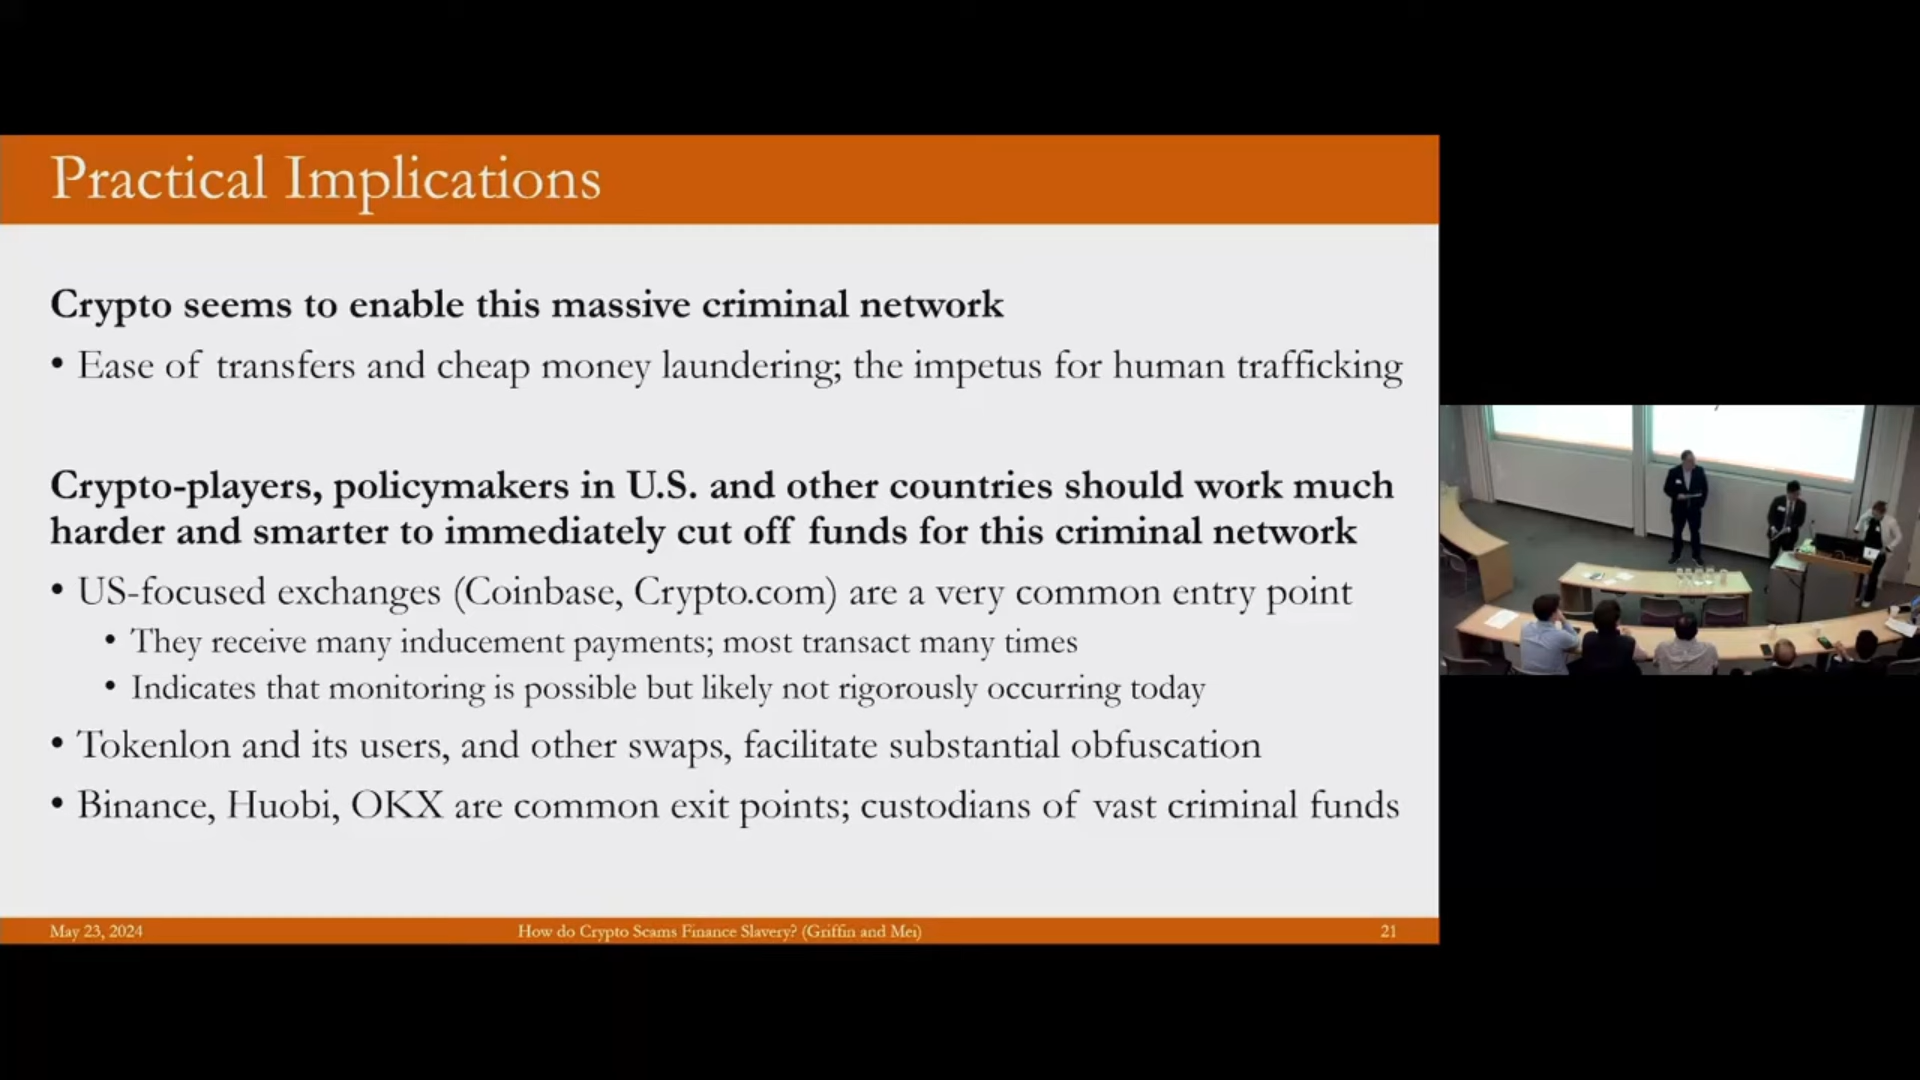 Practical Implications
Crypto seems to enable this massive criminal network
• Ease of transfers and cheap money laundering; the impetus for human trafficking
Crypto-players, policymakers in U.S. and other countries should work much
harder and smarter to immediately cut off funds for this criminal network
• US-focused exchanges (Coinbase, Crypto.com) are a very common entry point
• They receive many inducement payments; most transact many times
• Indicates that monitoring is possible but likely not rigorously occurring today
• Tokenlon and its users, and other swaps, facilitate substantial obfuscation
• Binance, Huobi, OKX are common exit points; custodians of vast criminal funds
May 23, 2024
How do Crypto Scams Finance Slavery? (Griffin and Mei)
21